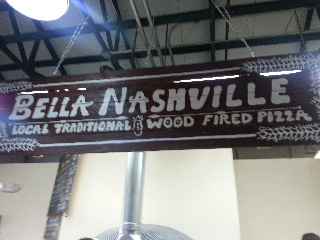 BELLA NASHVILLE
LOCAL TRADITIONAL & WOOD FIRED PIZZA